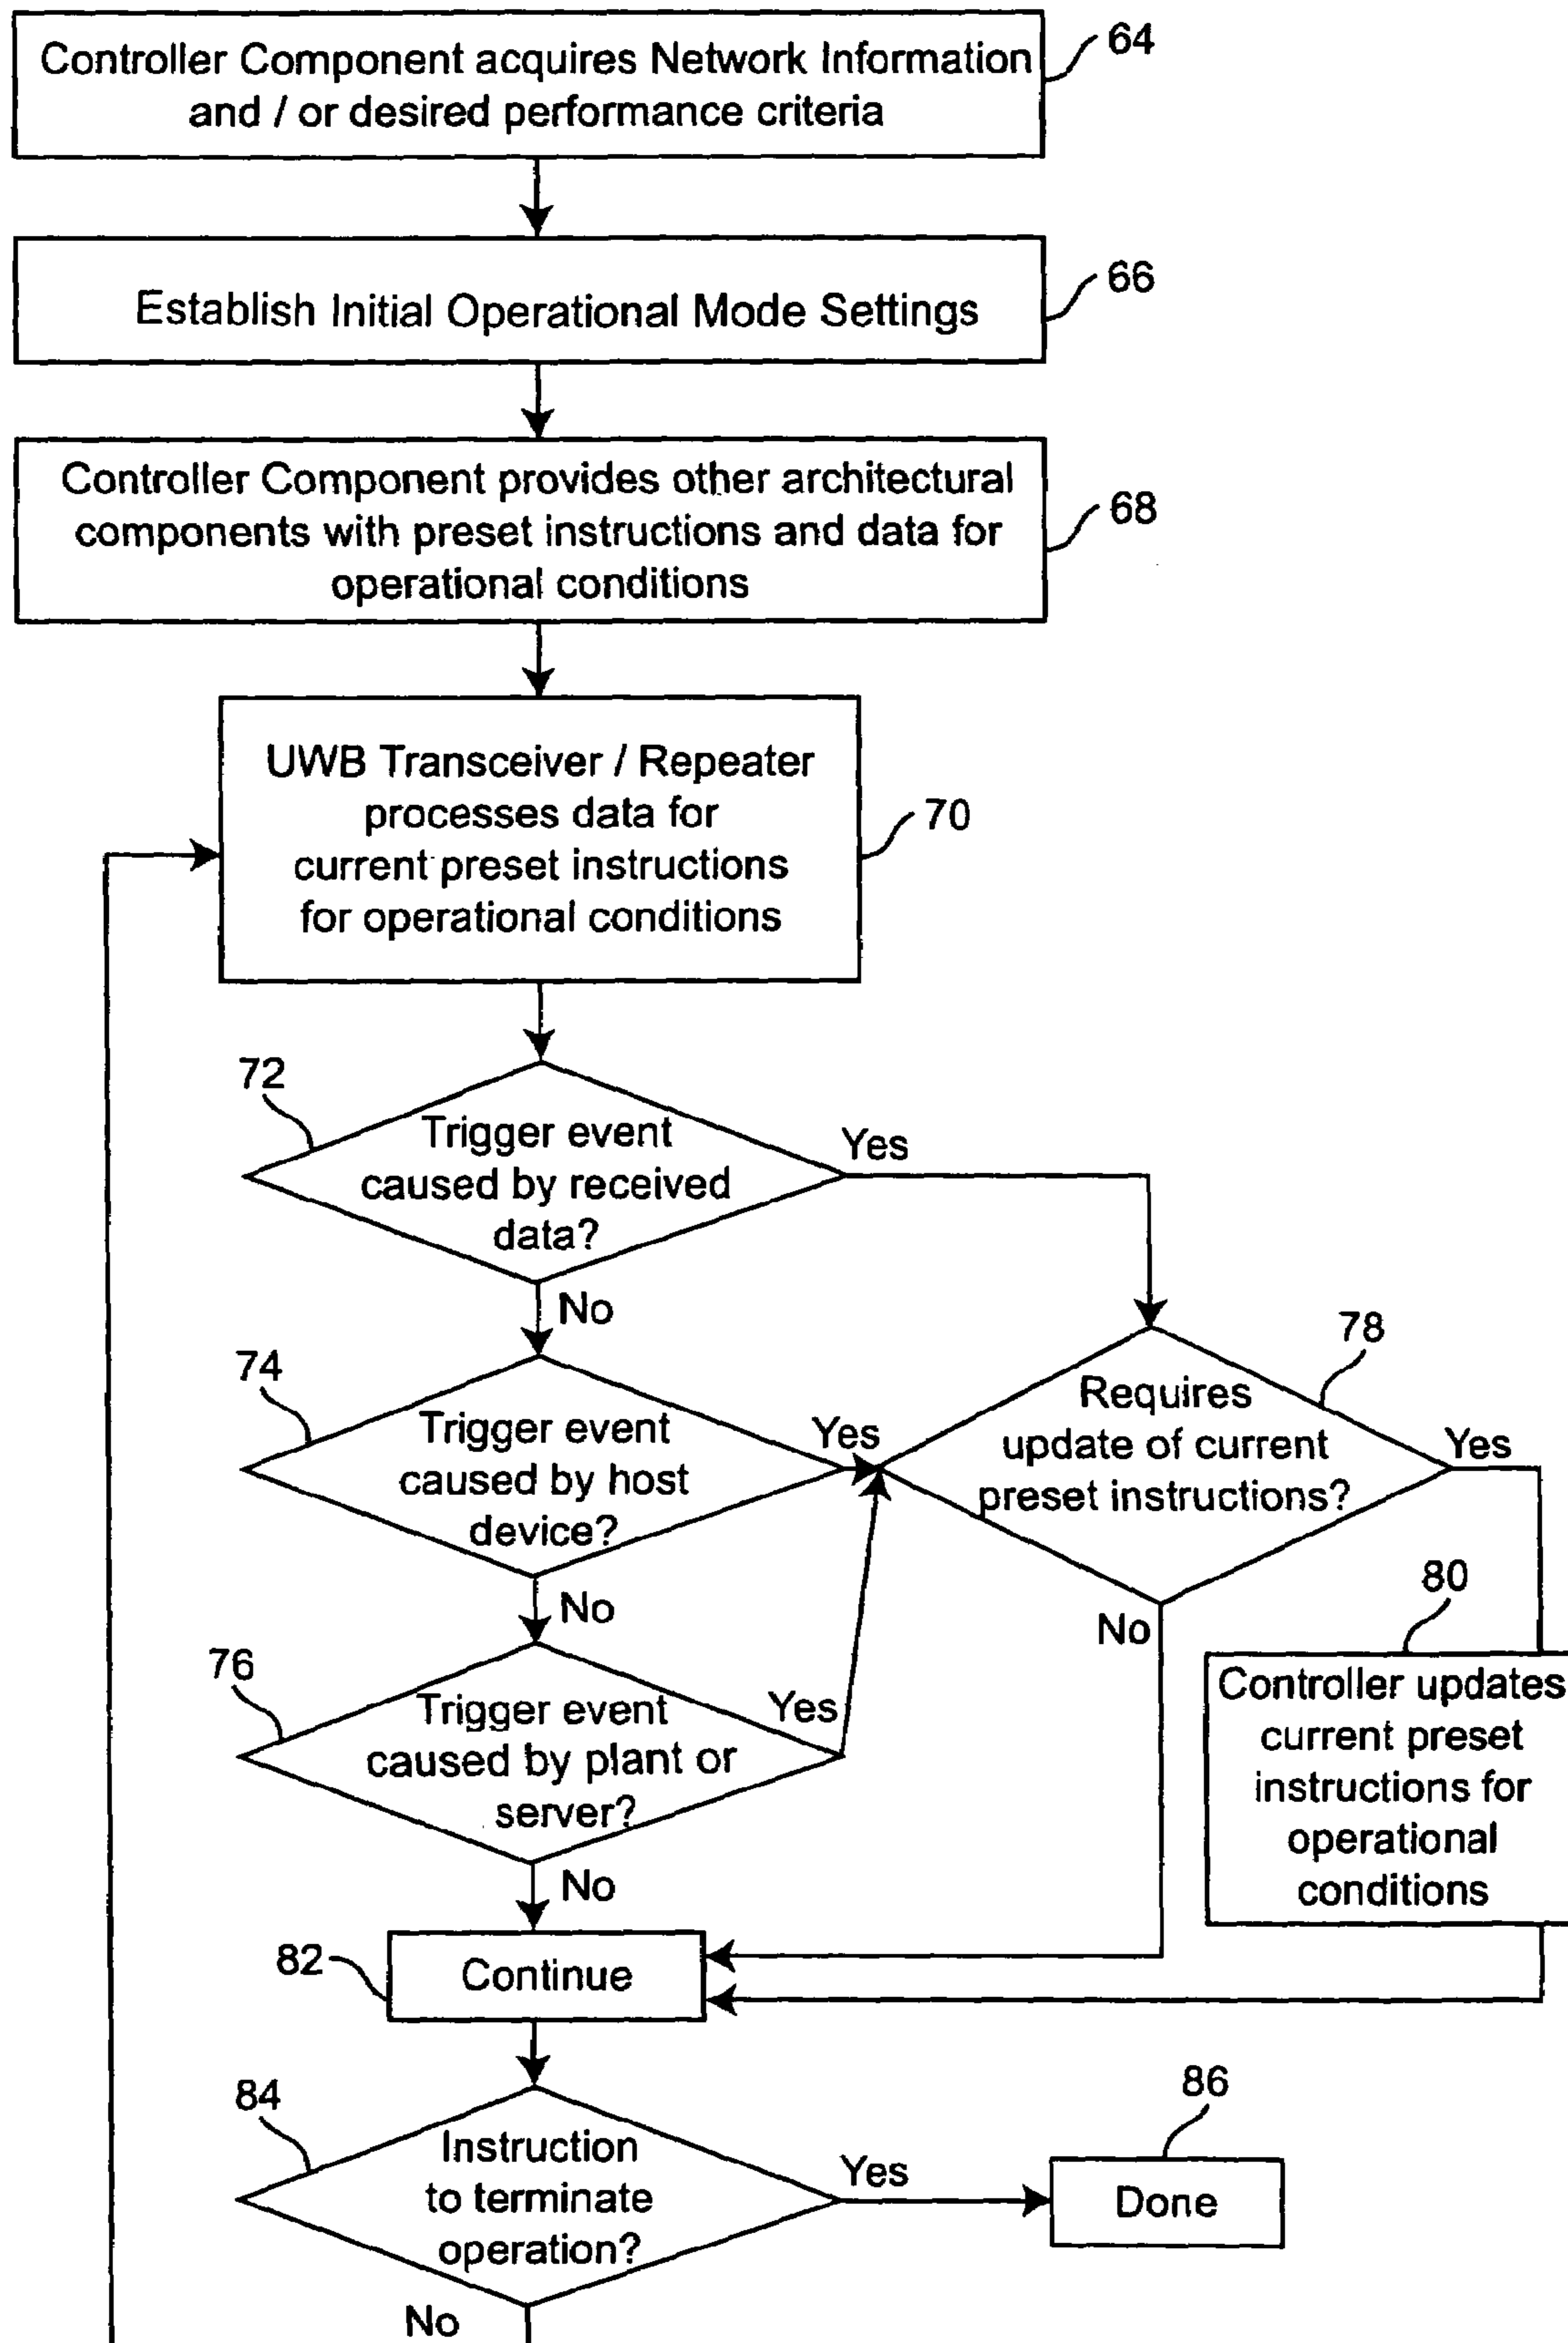 Controller Component acquires Network Information
and / or desired performance criteria
64
Establish Initial Operational Mode Settings
66
Controller Component provides other architectural
components with preset instructions and data for
operational conditions
68
UWB Transceiver / Repeater
processes data for
current preset instructions
for operational conditions
70
72
Trigger event
caused by received
data?
Yes
No
74
Trigger event
caused by host
device?
Yes
No
78
Requires
update of current
preset instructions?
Yes
No
76
Trigger event
caused by plant or
server?
Yes
No
80
Controller updates
current preset
instructions for
operational
conditions
82
Continue
84
Instruction
to terminate
operation?
Yes
No
86
Done